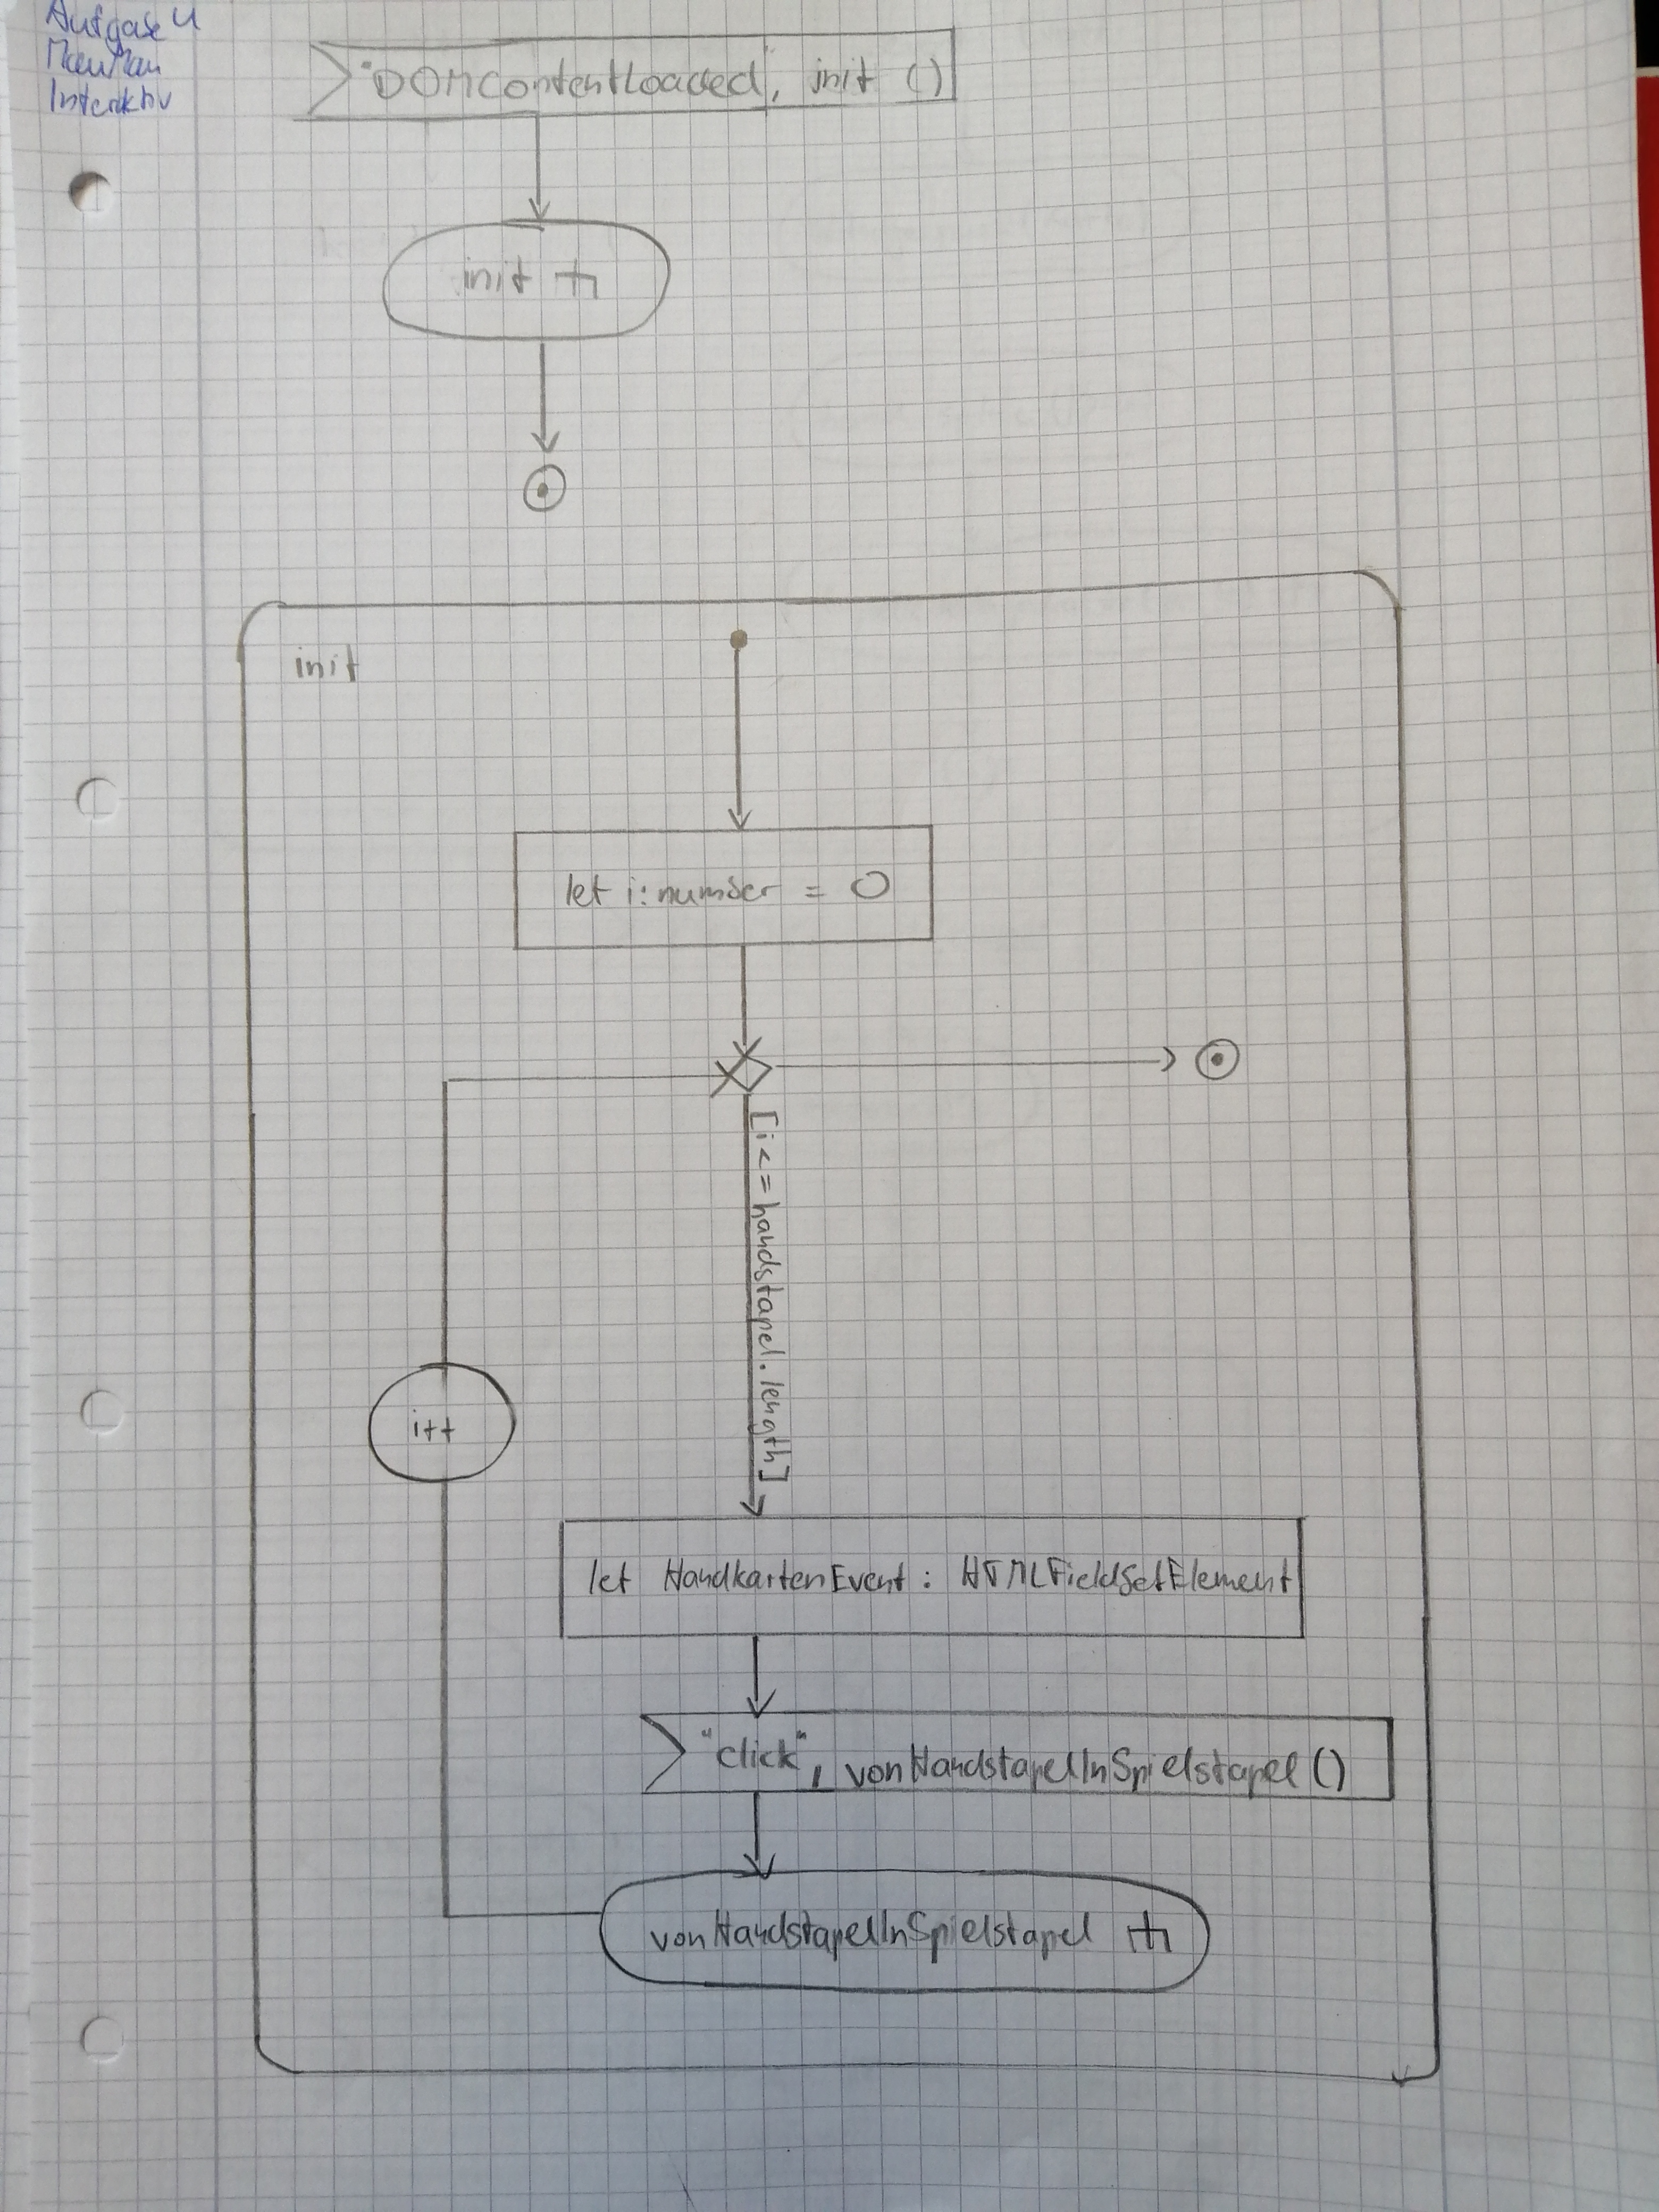 Aufgabe 4
MauMau
Interaktiv
"DOMContentLoaded", init ()
init
init
let i:number = 0
[i<=handstapel.length]
i++
let HandkartenEvent : HTMLFieldSetElement
"click", vonHandstapelInSpielstapel ()
vonHandstapelInSpielstapel